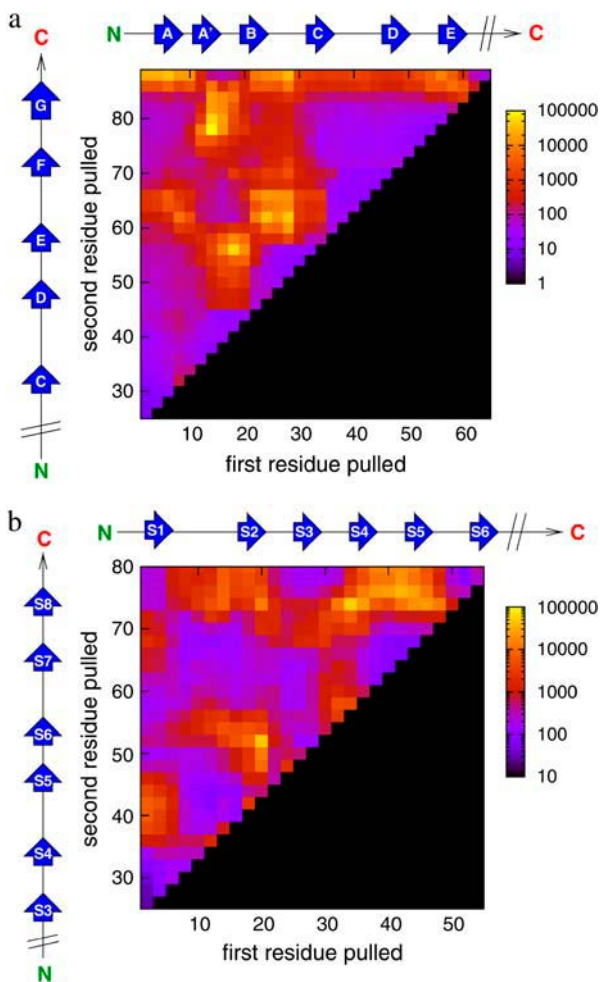 a
N A A' B C D E C
C
G
F
E
D
C
N
second residue pulled
80
70
60
50
40
30
10 20 30 40 50 60
first residue pulled
100000
10000
1000
100
10
1
b
N S1 S2 S3 S4 S5 S6 C
C
S8
S7
S6
S5
S4
S3
N
second residue pulled
80
70
60
50
40
30
10 20 30 40 50
first residue pulled
100000
10000
1000
100
10